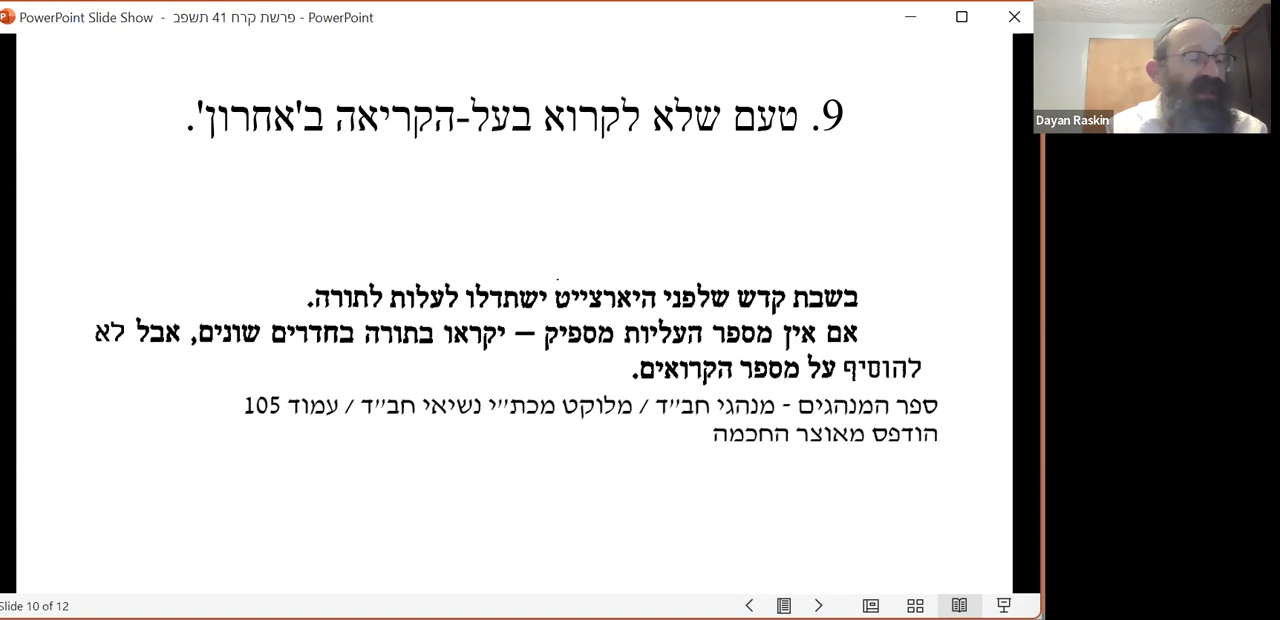 PowerPoint Slide Show - פרשת קרח 41 תשפב - PowerPoint
Dayan Raskin
9. טעם שלא לקרוא בעל-הקריאה ב'אחרון'.
בשבת קדש שלפני היארצייט ישתדלו לעלות לתורה.
אם אין מספר העליות מספיק — יקראו בתורה בחדרים שונים, אבל לא
להוסיף על מספר הקרואים.
ספר המנהגים - מנהגי חב"ד / מלוקט מכת"י נשיאי חב"ד / עמוד 105
הודפס מאוצר החכמה
Slide 10 of 12